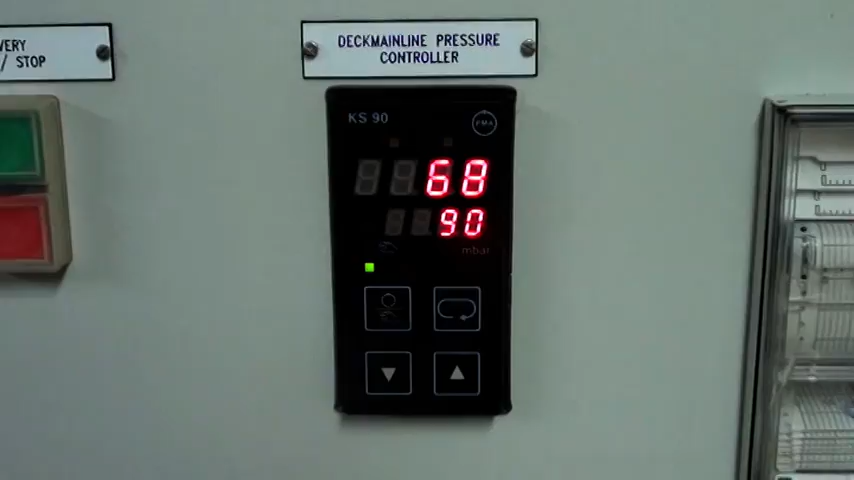 VERY
/ STOP
DECKMAINLINE PRESSURE
CONTROLLER
KS 90
PMA
68
90
mbar